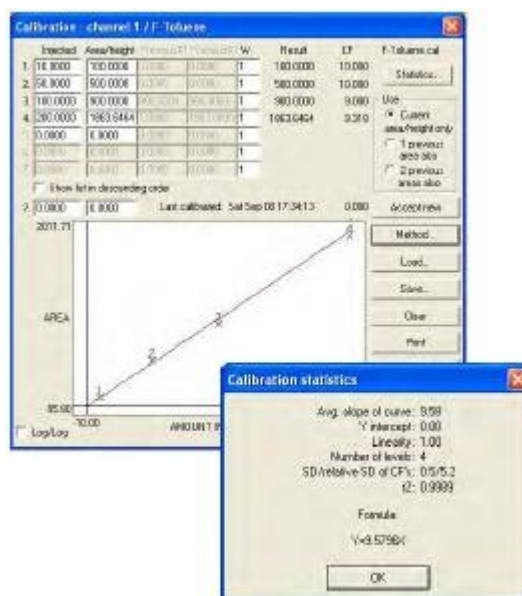 Calibration - channel 1 / F-Toluene
Injected Area/height W Result CF F-Toluene.cal
1. 10.0000 100.0000 1 100.0000 10.000
2. 50.0000 500.0000 1 500.0000 10.000 Statistics...
3. 100.0000 900.0000 1 900.0000 9.000 Use
4. 200.0000 1863.6464 1 1863.6464 9.318 Current area/height only
0.0000 0.0000 1 1 previous area also
1 2 previous areas also
1
Show list in descending order
?. 0.0000 0.0000 Last calibrated: Sat Sep 08 17:34:13 0.000 Accept new
2011.71 Method...
Load...
Save...
AREA Clear
Print
-10.00 AMOUNT
Log/Log
Calibration statistics
Avg. slope of curve: 9.58
Y intercept: 0.00
Linearity: 1.00
Number of levels: 4
SD/relative SD of CF's: 0.5/5.2
r2: 0.9989
Formula:
Y=9.5796X
OK